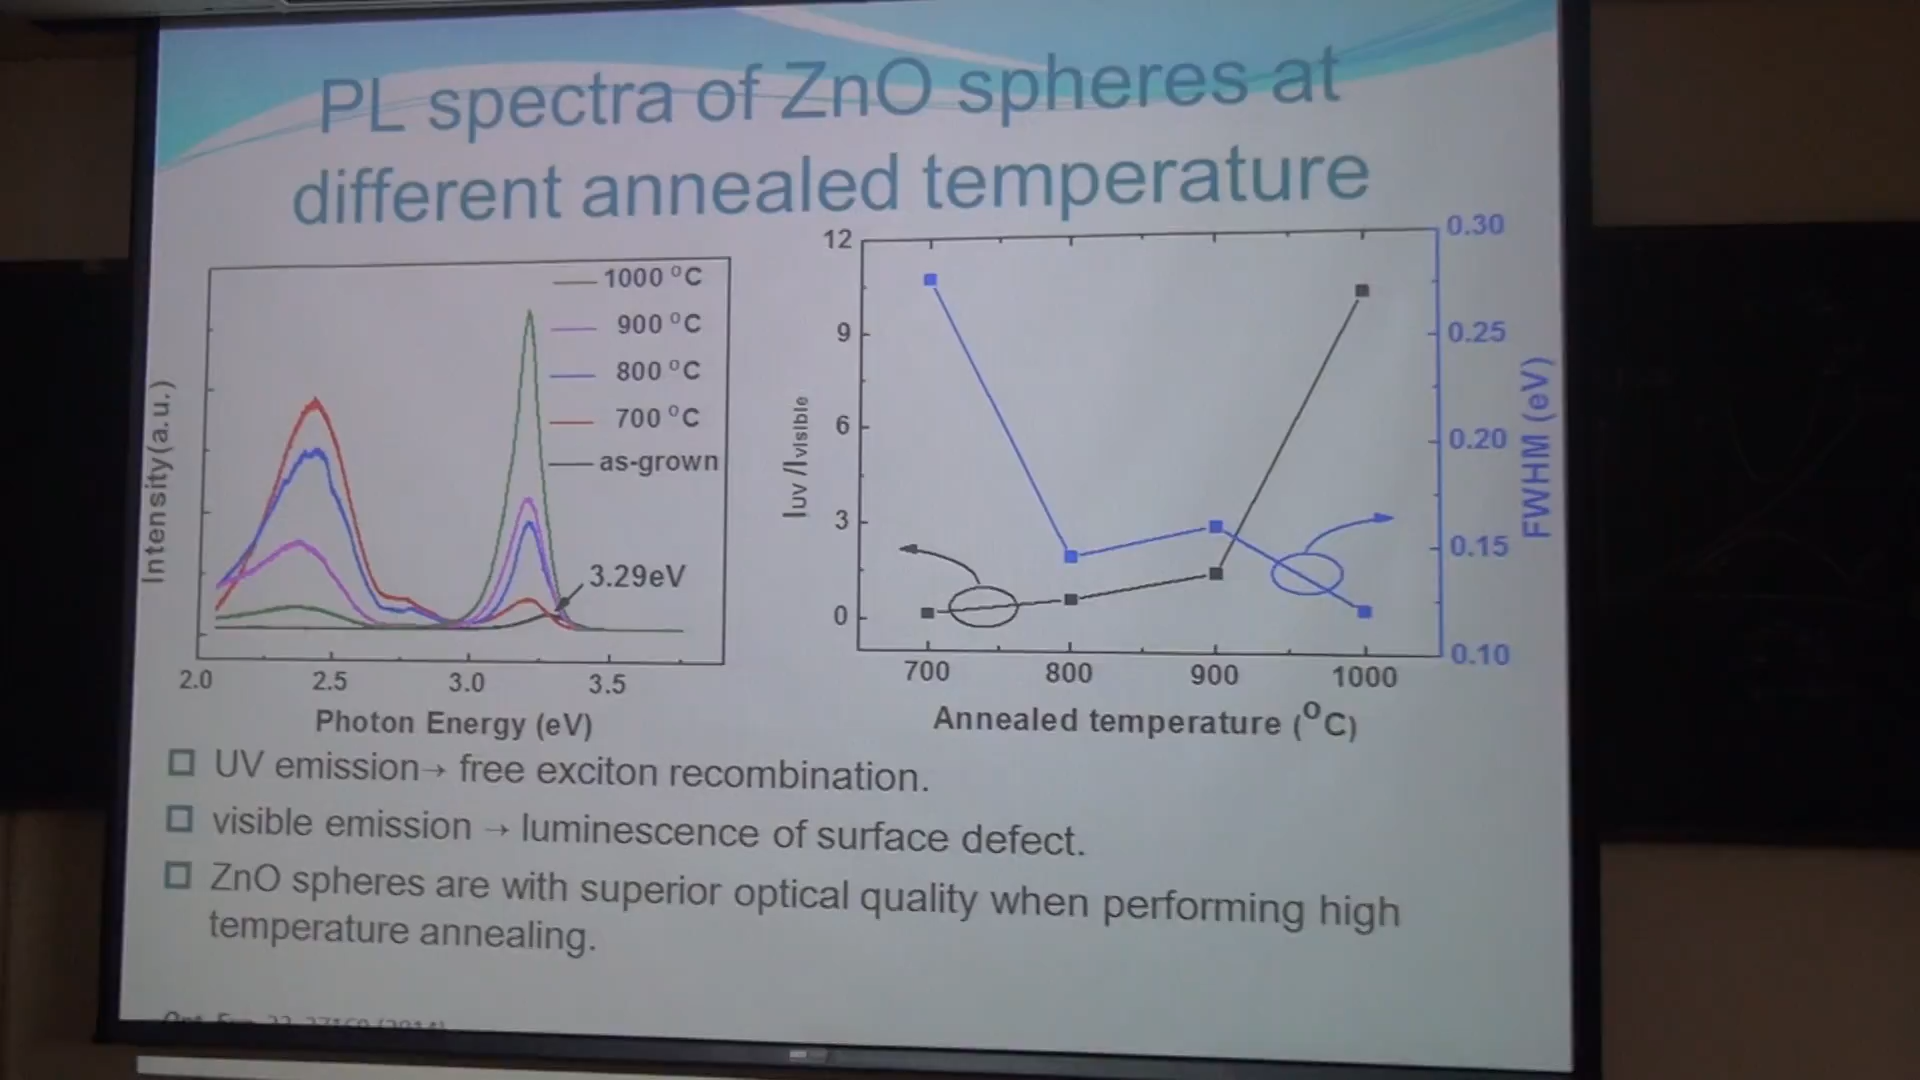 PL spectra of ZnO spheres at
different annealed temperature
1000 °C
900 °C
800 °C
700 °C
as-grown
3.29eV
Intensity(a.u.)
2.0 2.5 3.0 3.5
Photon Energy (eV)
12
9
6
3
0
IUV /Ivisible
0.30
0.25
0.20
0.15
0.10
FWHM (eV)
700 800 900 1000
Annealed temperature (°C)
UV emission→ free exciton recombination.
visible emission → luminescence of surface defect.
ZnO spheres are with superior optical quality when performing high
temperature annealing.